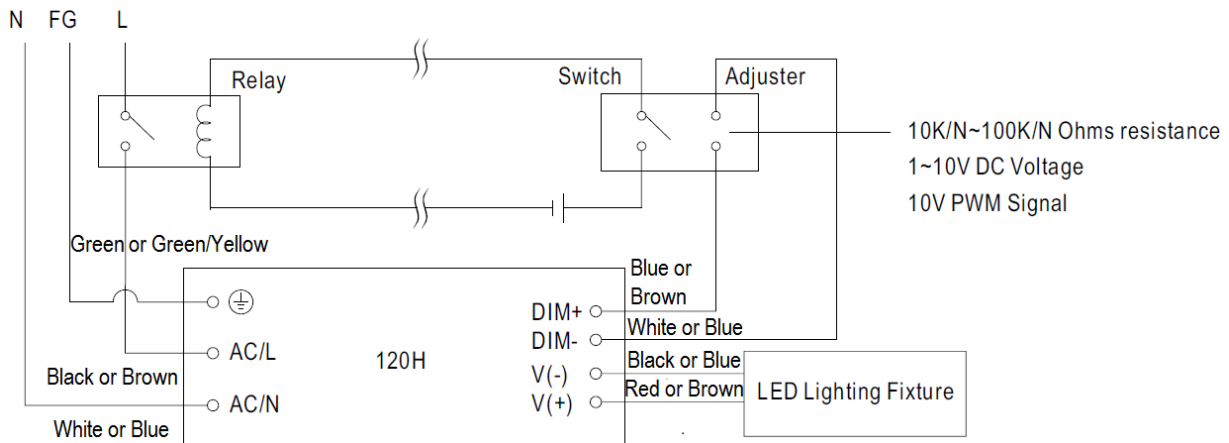 N FG L
Relay
Switch
Adjuster
10K/N~100K/N Ohms resistance
1~10V DC Voltage
10V PWM Signal
Green or Green/Yellow
Blue or
Brown
DIM+
White or Blue
DIM-
AC/L
120H
Black or Blue
V(-)
Black or Brown
Red or Brown
V(+)
LED Lighting Fixture
AC/N
White or Blue